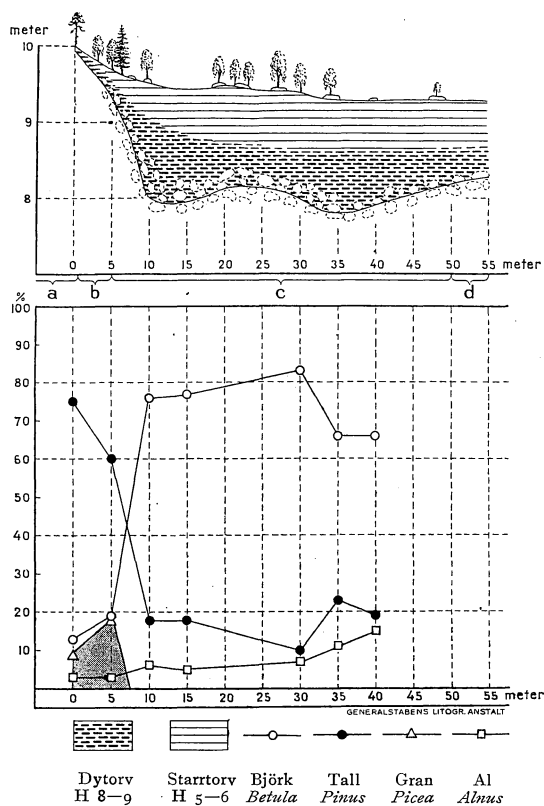 meter
10
9
8
0 5 10 15 20 25 30 35 40 45 50 55 meter
a b c d
%
100
80
70
60
50
40
30
20
10
0 5 10 15 20 25 30 35 40 45 50 55 meter
GENERALSTABENS LITOGR. ANSTALT
Dytorv Starrtorv Björk Tall Gran Al
H 8–9 H 5–6 Betula Pinus Picea Alnus